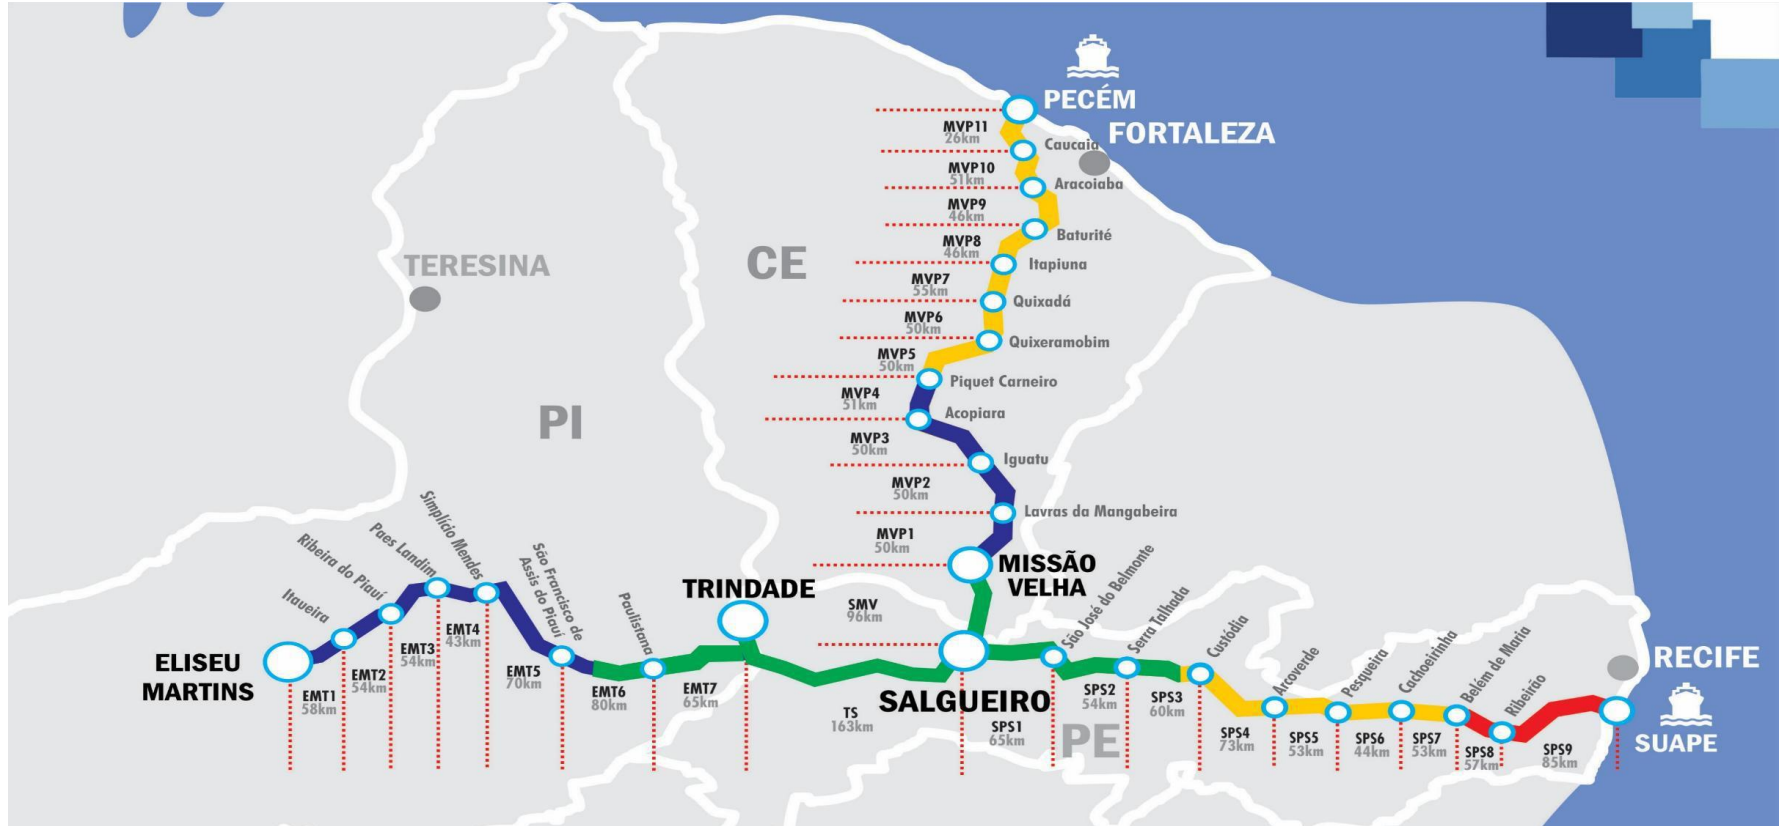 PECÉM
FORTALEZA
MVP11
26km
Caucaia
MVP10
51km
Aracoiaba
MVP9
46km
Baturité
MVP8
46km
Itapiuna
TERESINA
CE
MVP7
55km
Quixadá
MVP6
50km
Quixeramobim
MVP5
50km
Piquet Carneiro
MVP4
51km
Acopiara
PI
MVP3
50km
Iguatu
MVP2
50km
Lavras da Mangabeira
MVP1
50km
MISSÃO
VELHA
TRINDADE
SMV
96km
Itaueira
Ribeira do Piauí
Paes Landim
Simplício Mendes
São Francisco de
Assis do Piauí
Paulistana
São José do Belmonte
Serra Talhada
Custódia
Arcoverde
Pesqueira
Cachoeirinha
Belém de Maria
Ribeirão
ELISEU
MARTINS
EMT1
58km
EMT2
54km
EMT3
54km
EMT4
43km
EMT5
70km
EMT6
80km
EMT7
65km
TS
163km
SALGUEIRO
SPS1
65km
SPS2
54km
PE
SPS3
60km
SPS4
73km
SPS5
53km
SPS6
44km
SPS7
53km
SPS8
57km
SPS9
85km
RECIFE
SUAPE